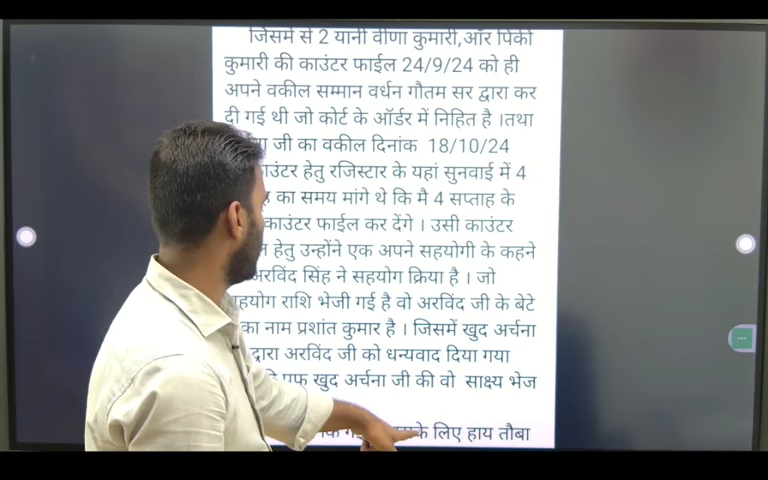 जिसमें से 2 यानी वीणा कुमारी,और पिंकी
कुमारी की काउंटर फाईल 24/9/24 को ही
अपने वकील सम्मान वर्धन गौतम सर द्वारा कर
दी गई थी जो कोर्ट के ऑर्डर में निहित है ।तथा
जी का वकील दिनांक 18/10/24
काउंटर हेतु रजिस्टार के यहां सुनवाई में 4
का समय मांगे थे कि मै 4 सप्ताह के
काउंटर फाईल कर देंगे । उसी काउंटर
हेतु उन्होंने एक अपने सहयोगी के कहने
अरविंद सिंह ने सहयोग क्रिया है । जो
सहयोग राशि भेजी गई है वो अरविंद जी के बेटे
का नाम प्रशांत कुमार है । जिसमें खुद अर्चना
द्वारा अरविंद जी को धन्यवाद दिया गया
खुद अर्चना जी की वो साक्ष्य भेज
के लिए हाय तौबा